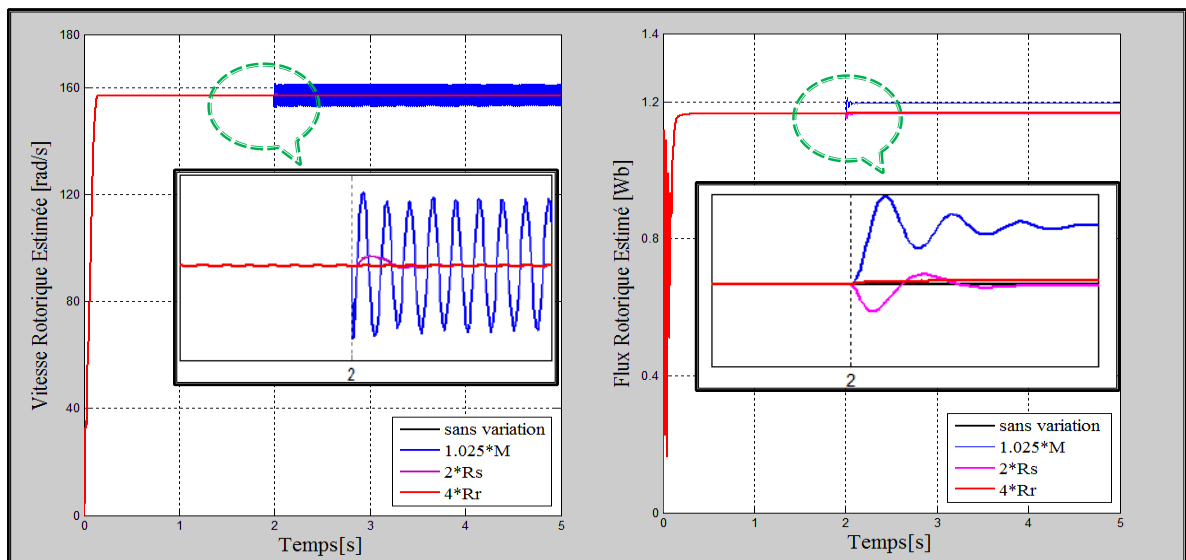 180
160
120
80
40
0
0
1
2
3
4
5
Vitesse Rotorique Estimée [rad/s]
Temps[s]
2
sans variation
1.025*M
2*Rs
4*Rr
1.4
1.2
0.8
0.4
0
0
1
2
3
4
5
Flux Rotorique Estimé [Wb]
Temps[s]
2
sans variation
1.025*M
2*Rs
4*Rr